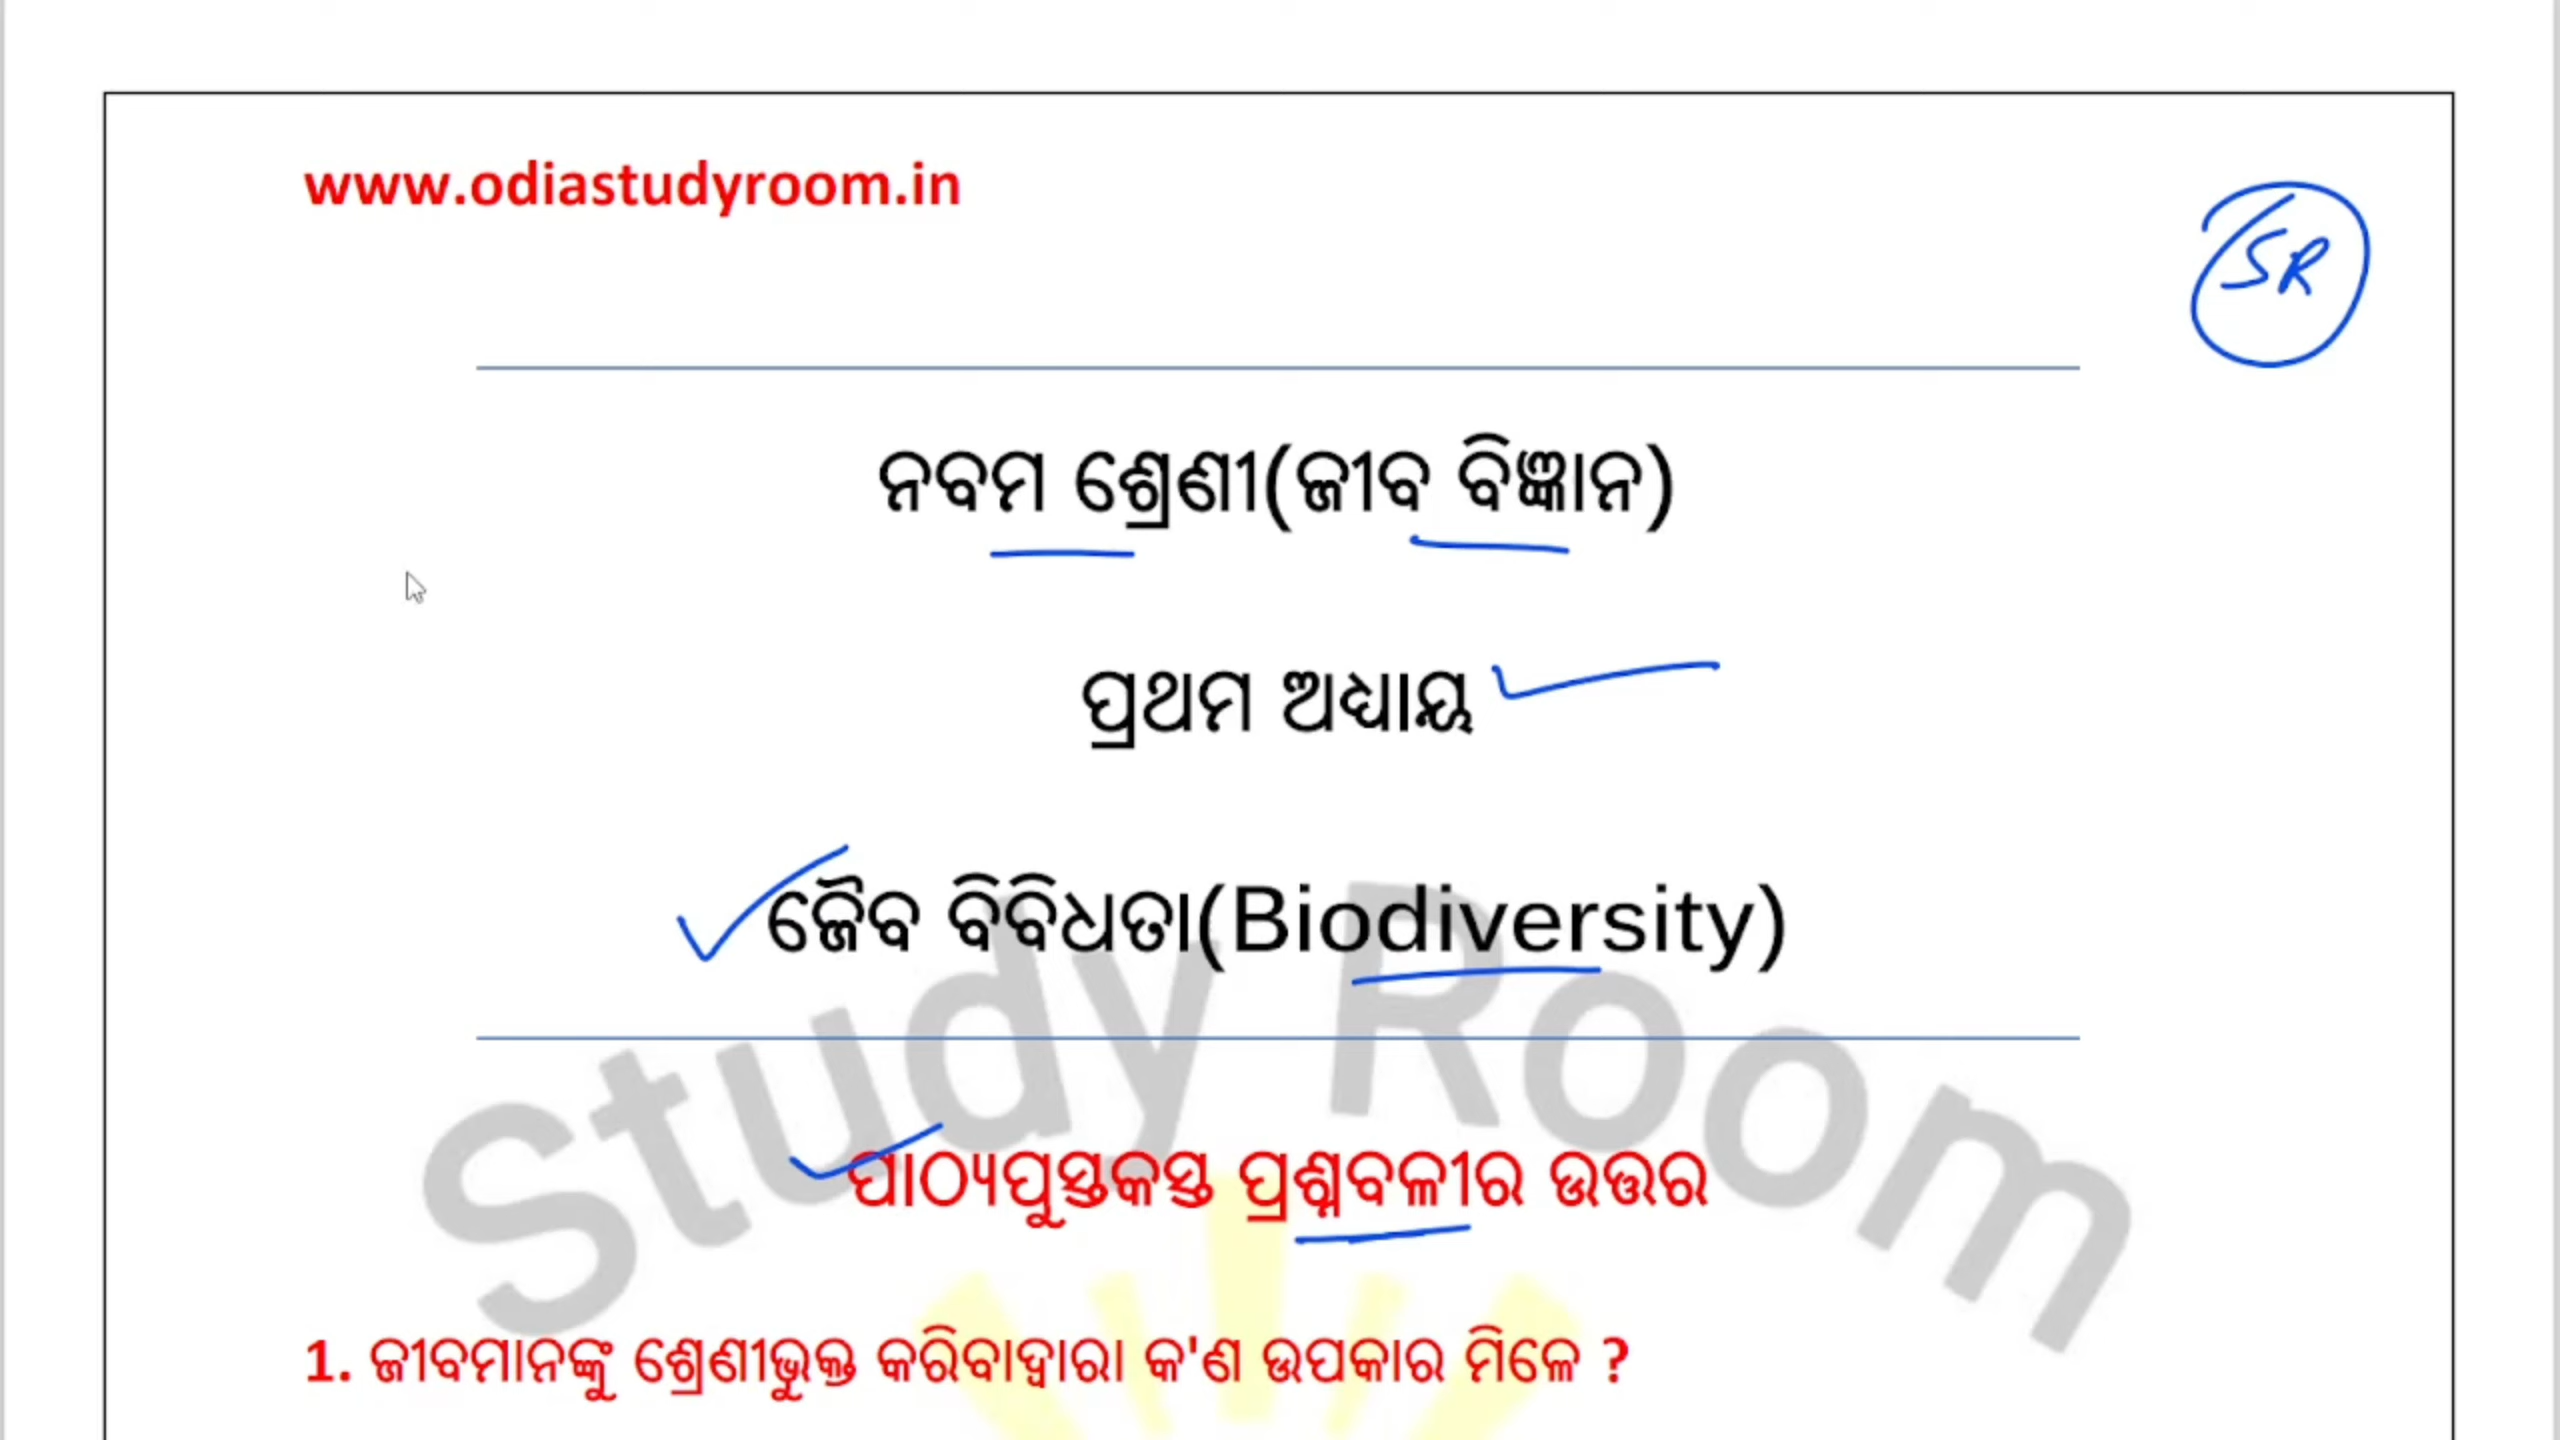 www.odiastudyroom.in
SR
ନବମ ଶ୍ରେଣୀ(ଜୀବ ବିଜ୍ଞାନ)
ପ୍ରଥମ ଅଧ୍ୟାୟ
ଜୈବ ବିବିଧତା(Biodiversity)
Study Room
ପାଠ୍ୟପୁସ୍ତକସ୍ତ ପ୍ରଶ୍ନବଳୀର ଉତ୍ତର
1. ଜୀବମାନଙ୍କୁ ଶ୍ରେଣୀଭୁକ୍ତ କରିବାଦ୍ୱାରା କ'ଣ ଉପକାର ମିଳେ ?